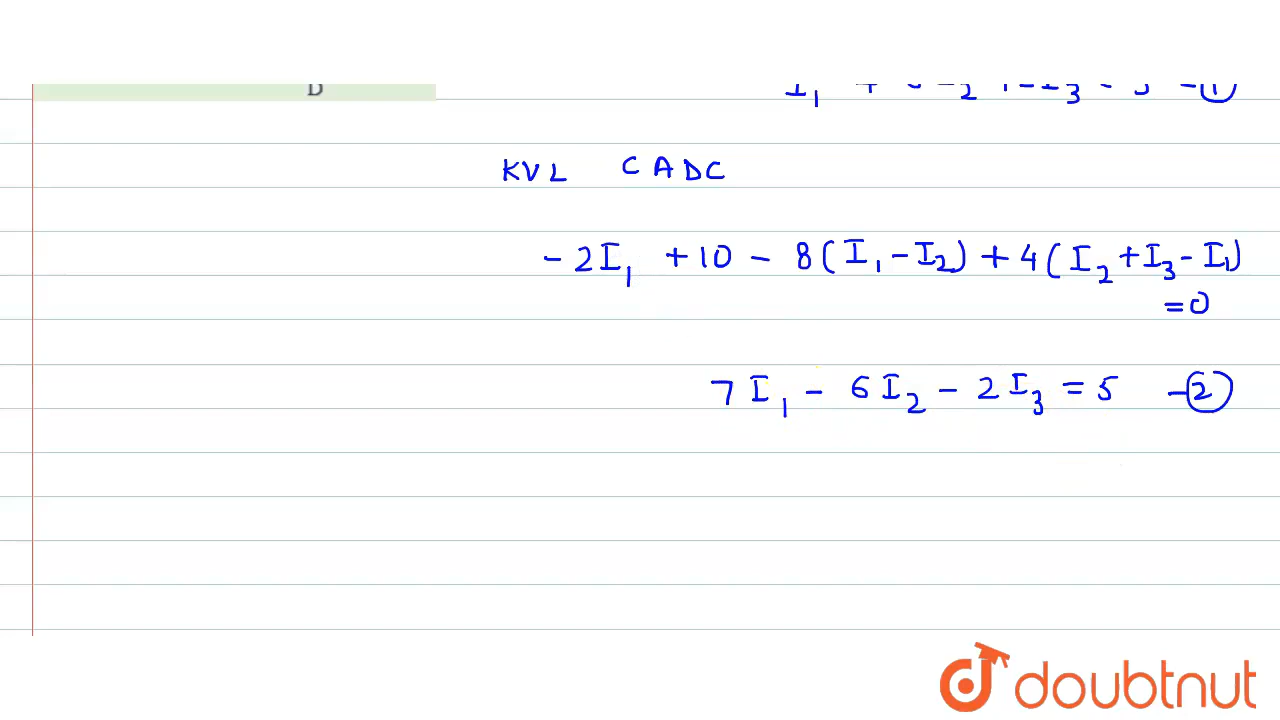 D
KVL CADC
- 2I₁ + 10 - 8(I₁ - I₂) + 4(I₂ + I₃ - I₁)
= 0
7I₁ - 6I₂ - 2I₃ = 5 - ②
doubtnut